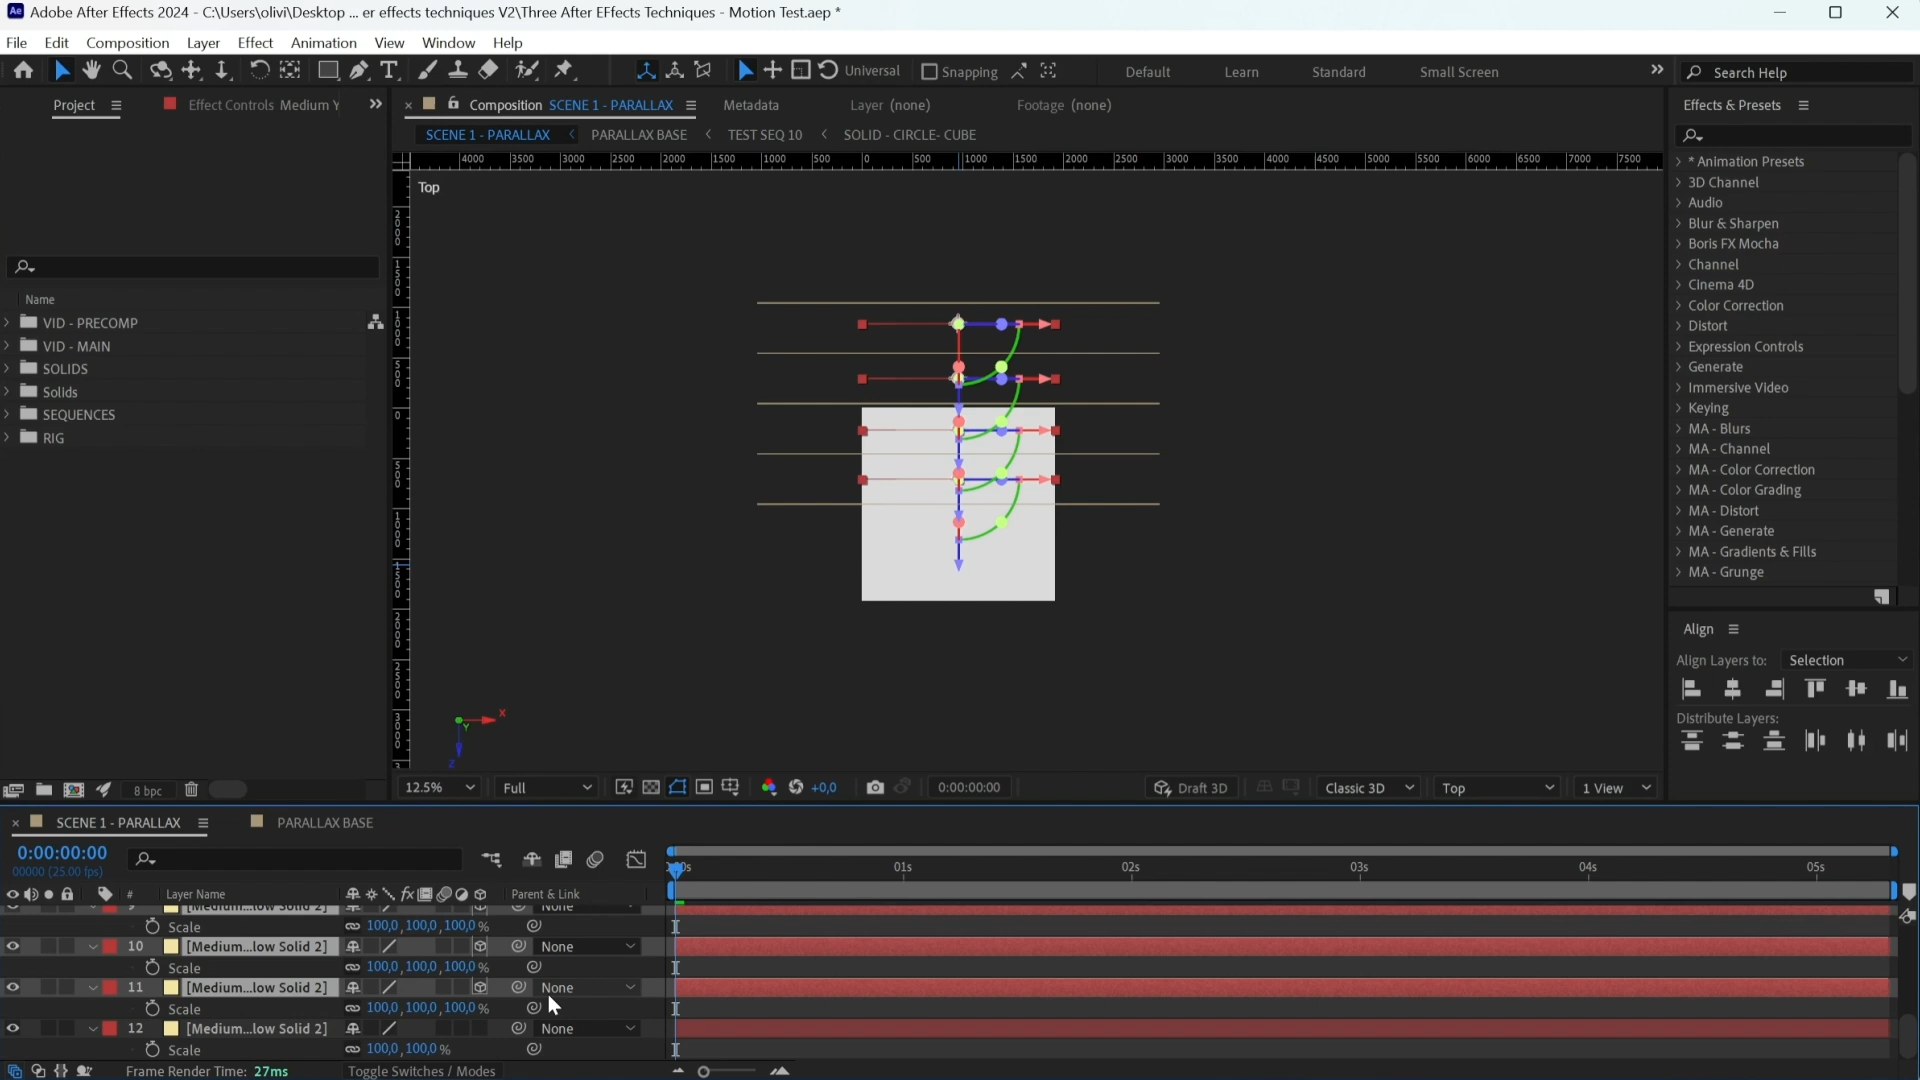 Adobe After Effects 2024 - C:\Users\olivi\Desktop ... er effects techniques V2\Three After EFfects Techniques - Motion Test.aep *
File Edit Composition Layer Effect Animation View Window Help
Universal Snapping Default Learn Standard Small Screen Search Help
Project Effect Controls Medium Y Composition SCENE 1 - PARALLAX Metadata Layer (none) Footage (none) Effects & Presets
SCENE 1 - PARALLAX PARALLAX BASE TEST SEQ 10 SOLID - CIRCLE- CUBE
4000 3500 3000 2500 2000 1500 1000 500 0 500 1000 1500 2000 2500 3000 3500 4000 4500 5000 5500 6000 6500 7000 7500
Top
* Animation Presets
3D Channel
Audio
Blur & Sharpen
Boris FX Mocha
Channel
Cinema 4D
Color Correction
Distort
Expression Controls
Generate
Immersive Video
Keying
MA - Blurs
MA - Channel
MA - Color Correction
MA - Color Grading
MA - Distort
MA - Generate
MA - Gradients & Fills
MA - Grunge
Name
VID - PRECOMP
VID - MAIN
SOLIDS
Solids
SEQUENCES
RIG
2000
1500
1000
500
0
500
1000
1500
2000
2500
3000
X
Y
Z
Align
Align Layers to: Selection
Distribute Layers:
8 bpc 12.5% Full +0,0 0:00:00:00 Draft 3D Classic 3D Top 1 View
SCENE 1 - PARALLAX PARALLAX BASE
0:00:00:00
00000 (25.00 fps)
01s 02s 03s 04s 05s
# Layer Name fx Parent & Link
Scale 100,0,100,0,100,0 %
10 [Medium...low Solid 2] None
Scale 100,0,100,0,100,0 %
11 [Medium...low Solid 2] None
Scale 100,0,100,0,100,0 %
12 [Medium...low Solid 2] None
Scale 100,0,100,0 %
Frame Render Time: 27ms Toggle Switches / Modes